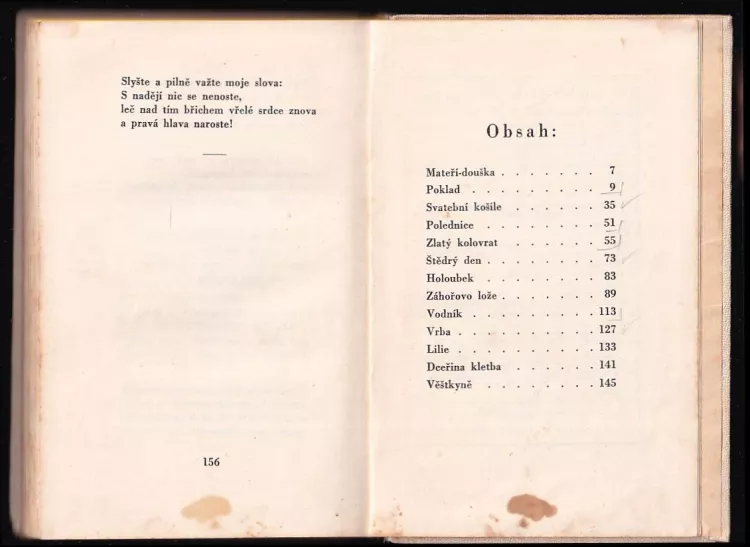 Slyšte a pilně važte moje slova:
S nadějí nic se nenoste,
leč nad tím břichem vřelé srdce znova
a pravá hlava naroste!
156
Obsah:
Mateří-douška . . . . . . . 7
Poklad . . . . . . . . 9
Svatební košile . . . . . . 35
Polednice . . . . . . . 51
Zlatý kolovrat . . . . . . 55
Štědrý den . . . . . . . 73
Holoubek . . . . . . . . 83
Záhořovo lože . . . . . . . 89
Vodník . . . . . . . . 113
Vrba . . . . . . . . . 127
Lilie . . . . . . . . . 133
Dceřina kletba . . . . . . 141
Věštkyně . . . . . . . . 145